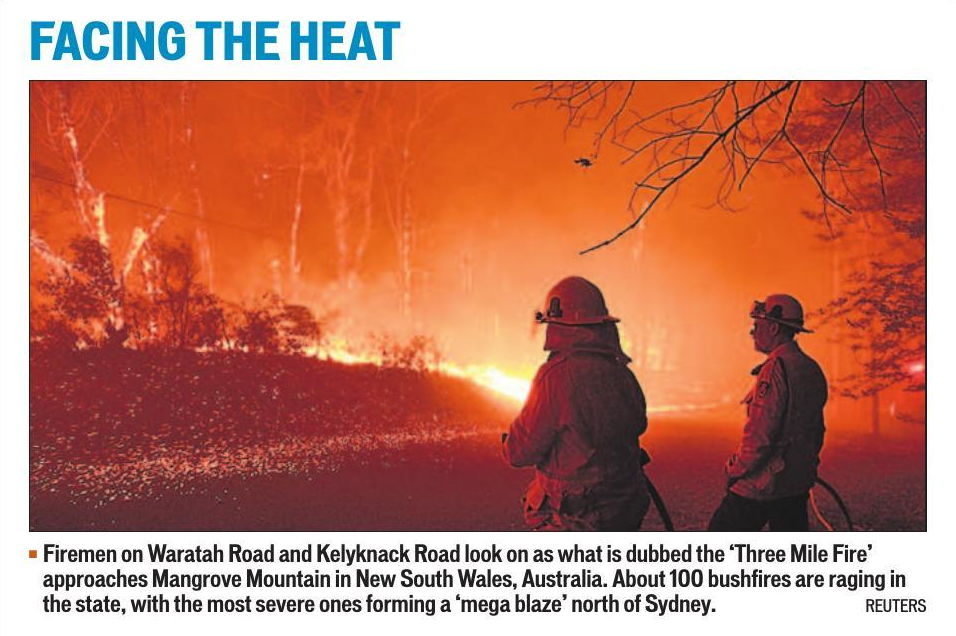 FACING THE HEAT
Firemen on Waratah Road and Kelyknack Road look on as what is dubbed the ‘Three Mile Fire’
approaches Mangrove Mountain in New South Wales, Australia. About 100 bushfires are raging in
the state, with the most severe ones forming a ‘mega blaze’ north of Sydney.
REUTERS